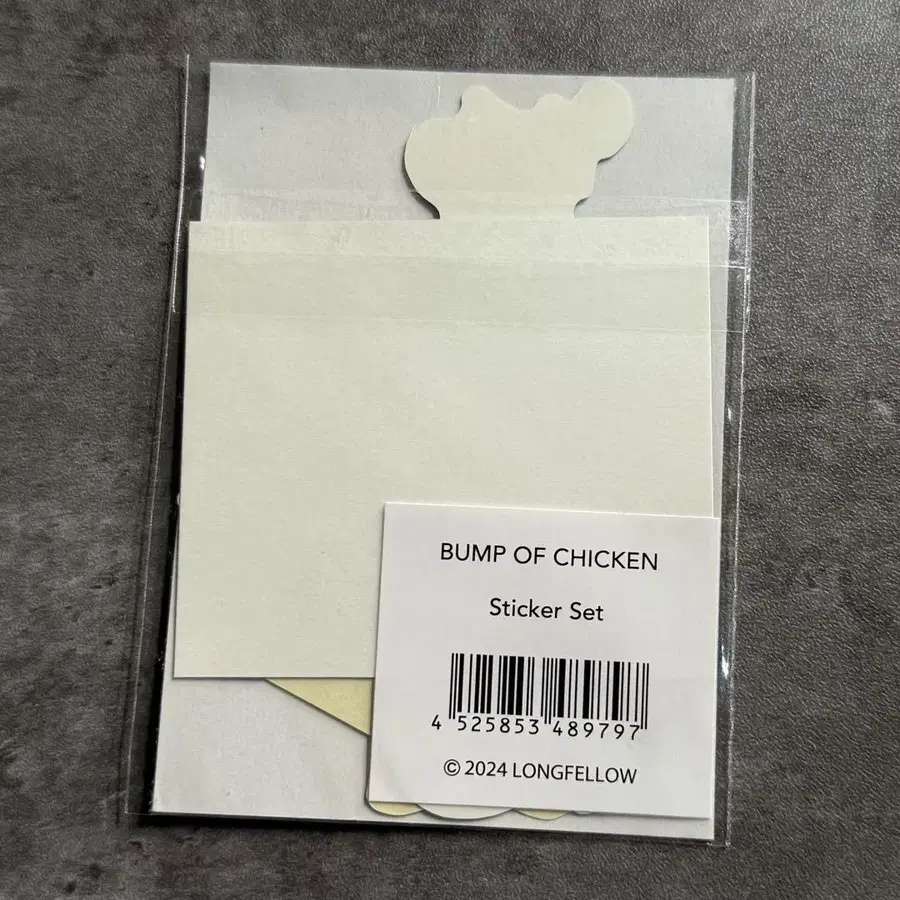 BUMP OF CHICKEN
Sticker Set
4 525853 489797
© 2024 LONGFELLOW